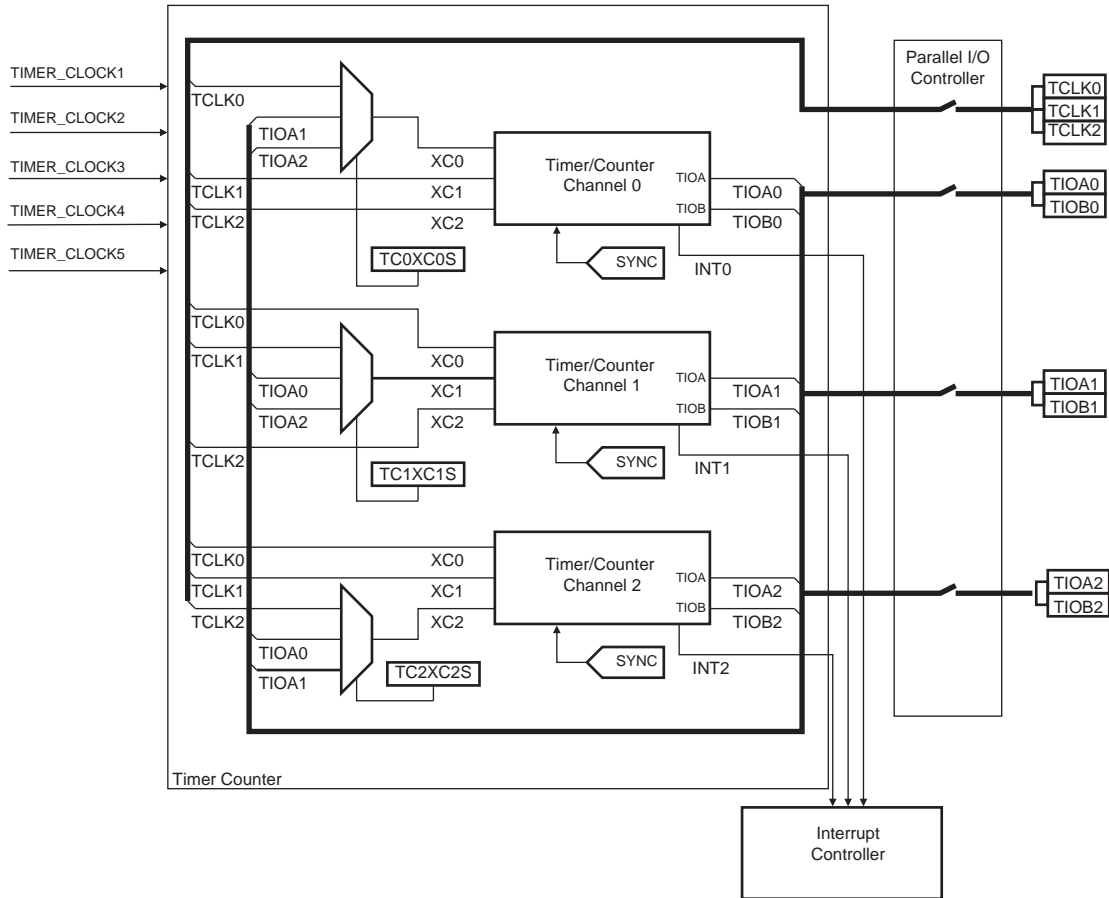 TIMER_CLOCK1
TIMER_CLOCK2
TIMER_CLOCK3
TIMER_CLOCK4
TIMER_CLOCK5
TCLK0
TIOA1
TIOA2
TCLK1
TCLK2
XC0
XC1
XC2
TC0XC0S
Timer/Counter
Channel 0
TIOA
TIOB
TIOA0
TIOB0
SYNC
INT0
TCLK0
TCLK1
TIOA0
TIOA2
TCLK2
XC0
XC1
XC2
TC1XC1S
Timer/Counter
Channel 1
TIOA
TIOB
TIOA1
TIOB1
SYNC
INT1
TCLK0
TCLK1
TCLK2
TIOA0
TIOA1
XC0
XC1
XC2
TC2XC2S
Timer/Counter
Channel 2
TIOA
TIOB
TIOA2
TIOB2
SYNC
INT2
Timer Counter
Parallel I/O
Controller
TCLK0
TCLK1
TCLK2
TIOA0
TIOB0
TIOA1
TIOB1
TIOA2
TIOB2
Interrupt
Controller